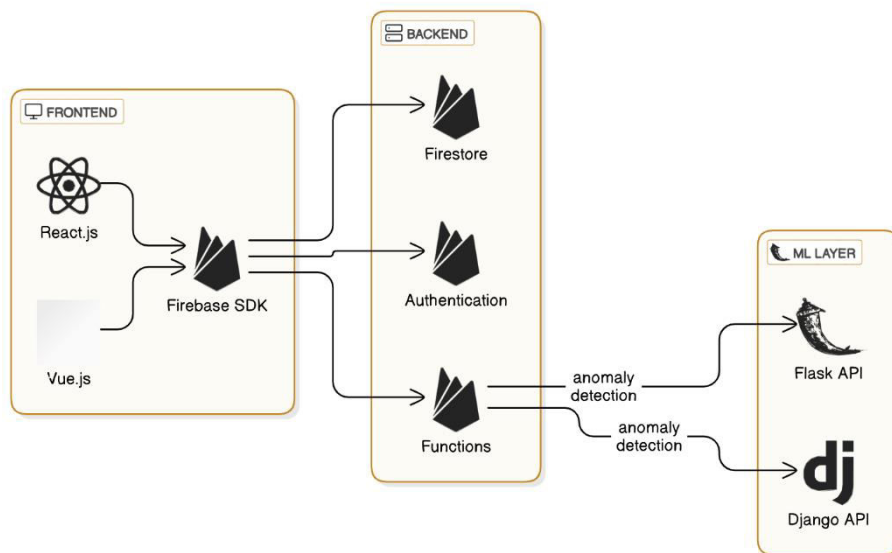 FRONTEND
React.js
Vue.js
Firebase SDK
BACKEND
Firestore
Authentication
Functions
anomaly
detection
anomaly
detection
ML LAYER
Flask API
dj
Django API